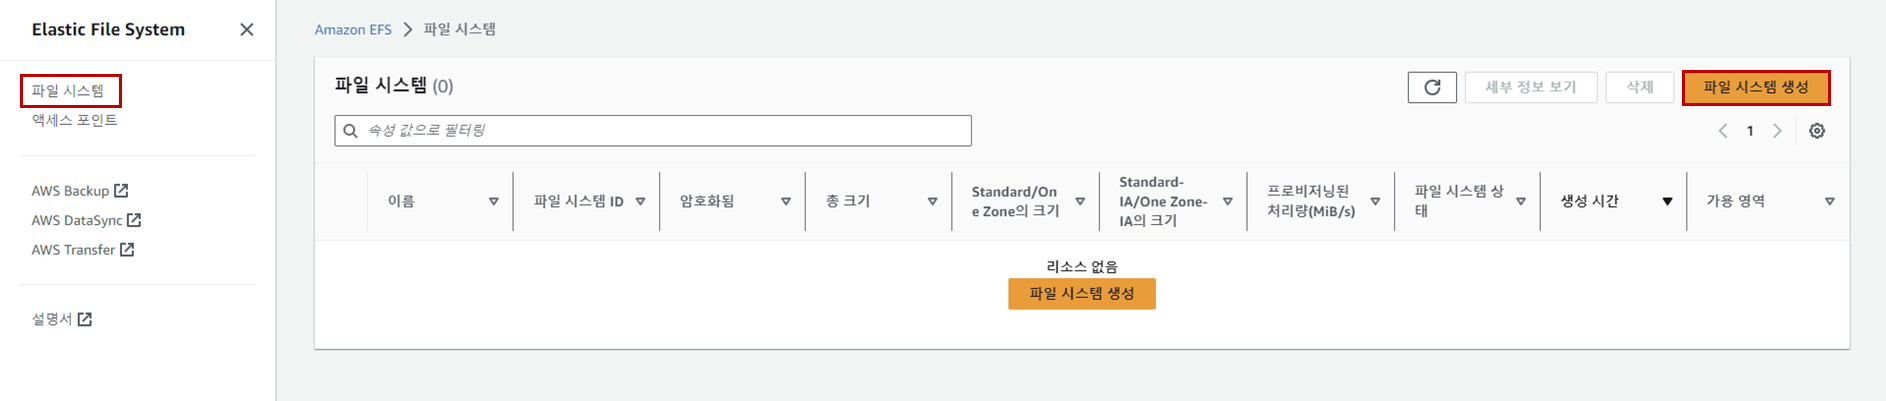 Elastic File System
파일 시스템
액세스 포인트
AWS Backup
AWS DataSync
AWS Transfer
설명서
Amazon EFS > 파일 시스템
파일 시스템 (0)
세부 정보 보기
삭제
파일 시스템 생성
속성 값으로 필터링
1
이름
파일 시스템 ID
암호화됨
총 크기
Standard/On
e Zone의 크기
Standard-
IA/One Zone-
IA의 크기
프로비저닝된
처리량(MiB/s)
파일 시스템 상
태
생성 시간
가용 영역
리소스 없음
파일 시스템 생성